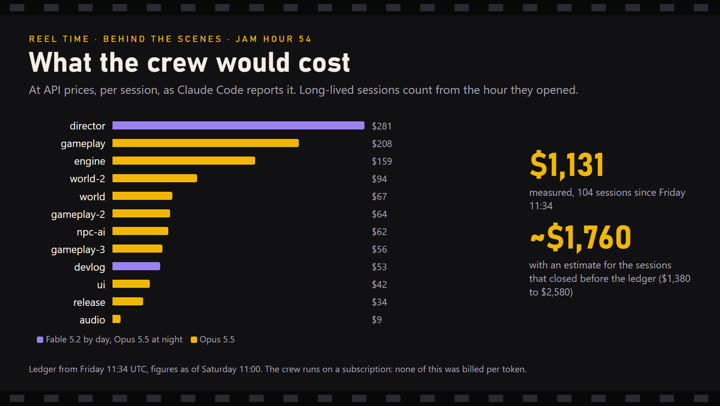 REEL TIME · BEHIND THE SCENES · JAM HOUR 54
What the crew would cost
At API prices, per session, as Claude Code reports it. Long-lived sessions count from the hour they opened.
director $281
gameplay $208
engine $159
world-2 $94
world $67
gameplay-2 $64
npc-ai $62
gameplay-3 $56
devlog $53
ui $42
release $34
audio $9
Fable 5.2 by day, Opus 5.5 at night Opus 5.5
$1,131
measured, 104 sessions since Friday
11:34
~$1,760
with an estimate for the sessions
that closed before the ledger ($1,380
to $2,580)
Ledger from Friday 11:34 UTC, figures as of Saturday 11:00. The crew runs on a subscription: none of this was billed per token.